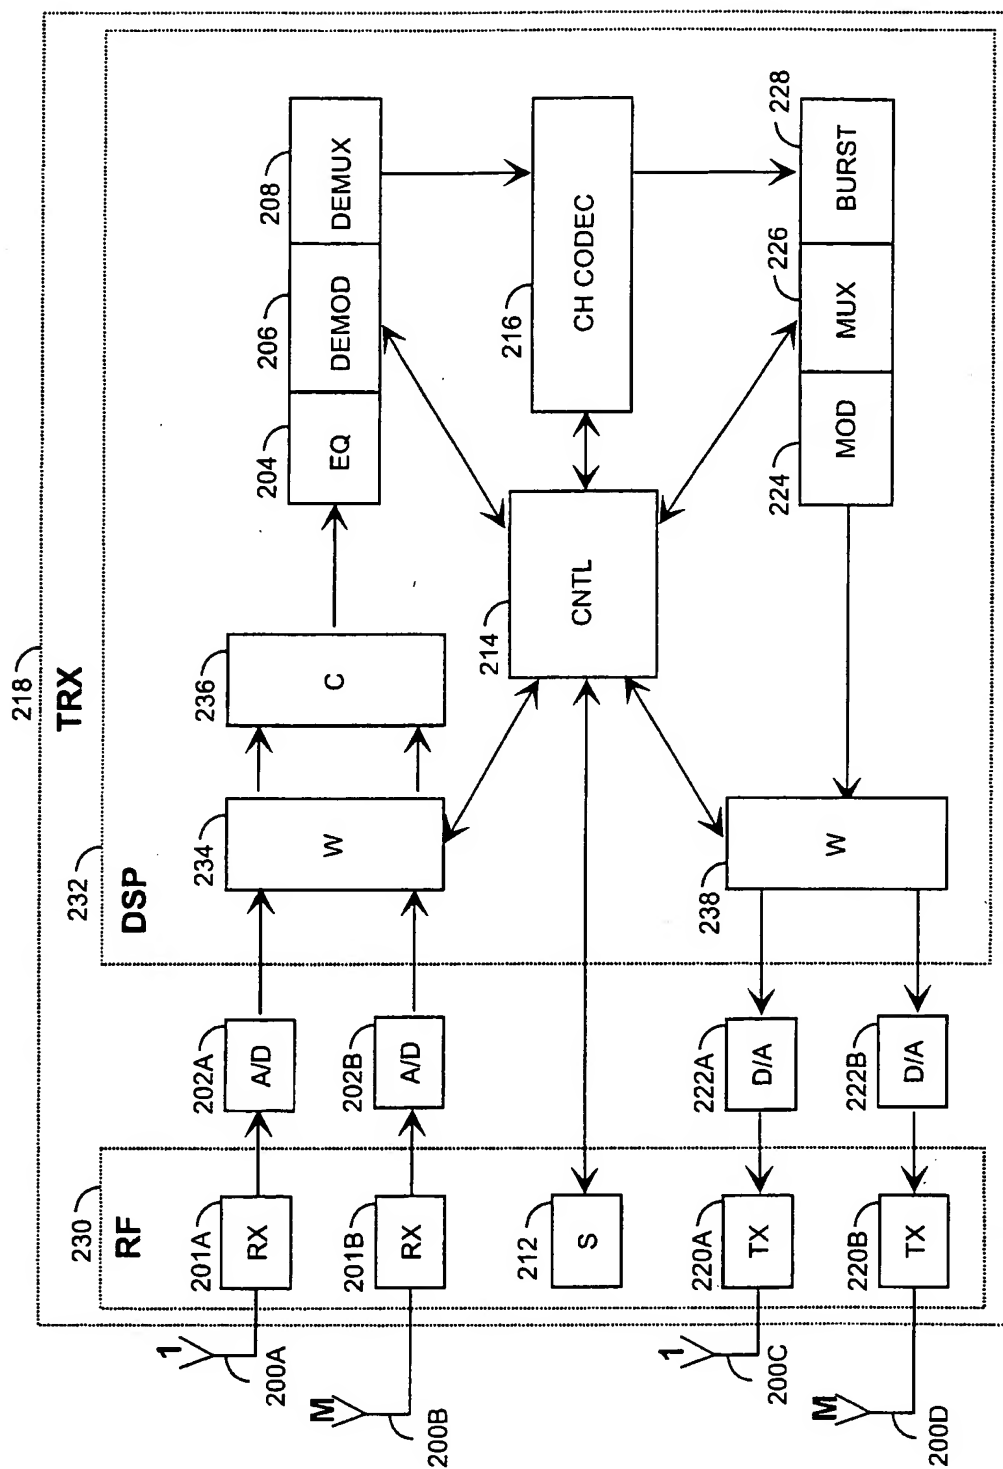 218
TRX
232
DSP
230
RF
200A
1
201A
RX
202A
A/D
200B
M
201B
RX
202B
A/D
234
W
236
C
204
EQ
206
DEMOD
208
DEMUX
212
S
214
CNTL
216
CH CODEC
200C
1
220A
TX
222A
D/A
200D
M
220B
TX
222B
D/A
238
W
224
MOD
226
MUX
228
BURST